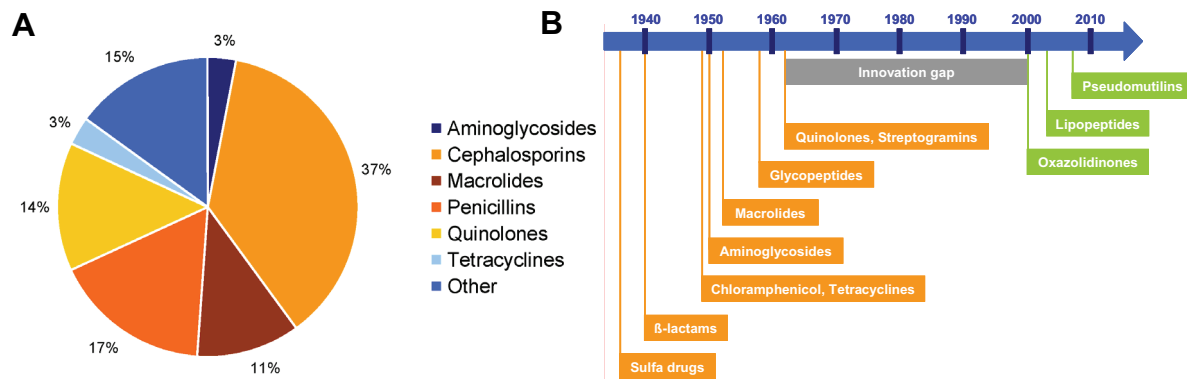 A
3%
15%
3%
37%
14%
17%
11%
Aminoglycosides
Cephalosporins
Macrolides
Penicillins
Quinolones
Tetracyclines
Other
B
1940 1950 1960 1970 1980 1990 2000 2010
Innovation gap
Pseudomutilins
Lipopeptides
Quinolones, Streptogramins
Oxazolidinones
Glycopeptides
Macrolides
Aminoglycosides
Chloramphenicol, Tetracyclines
ß-lactams
Sulfa drugs